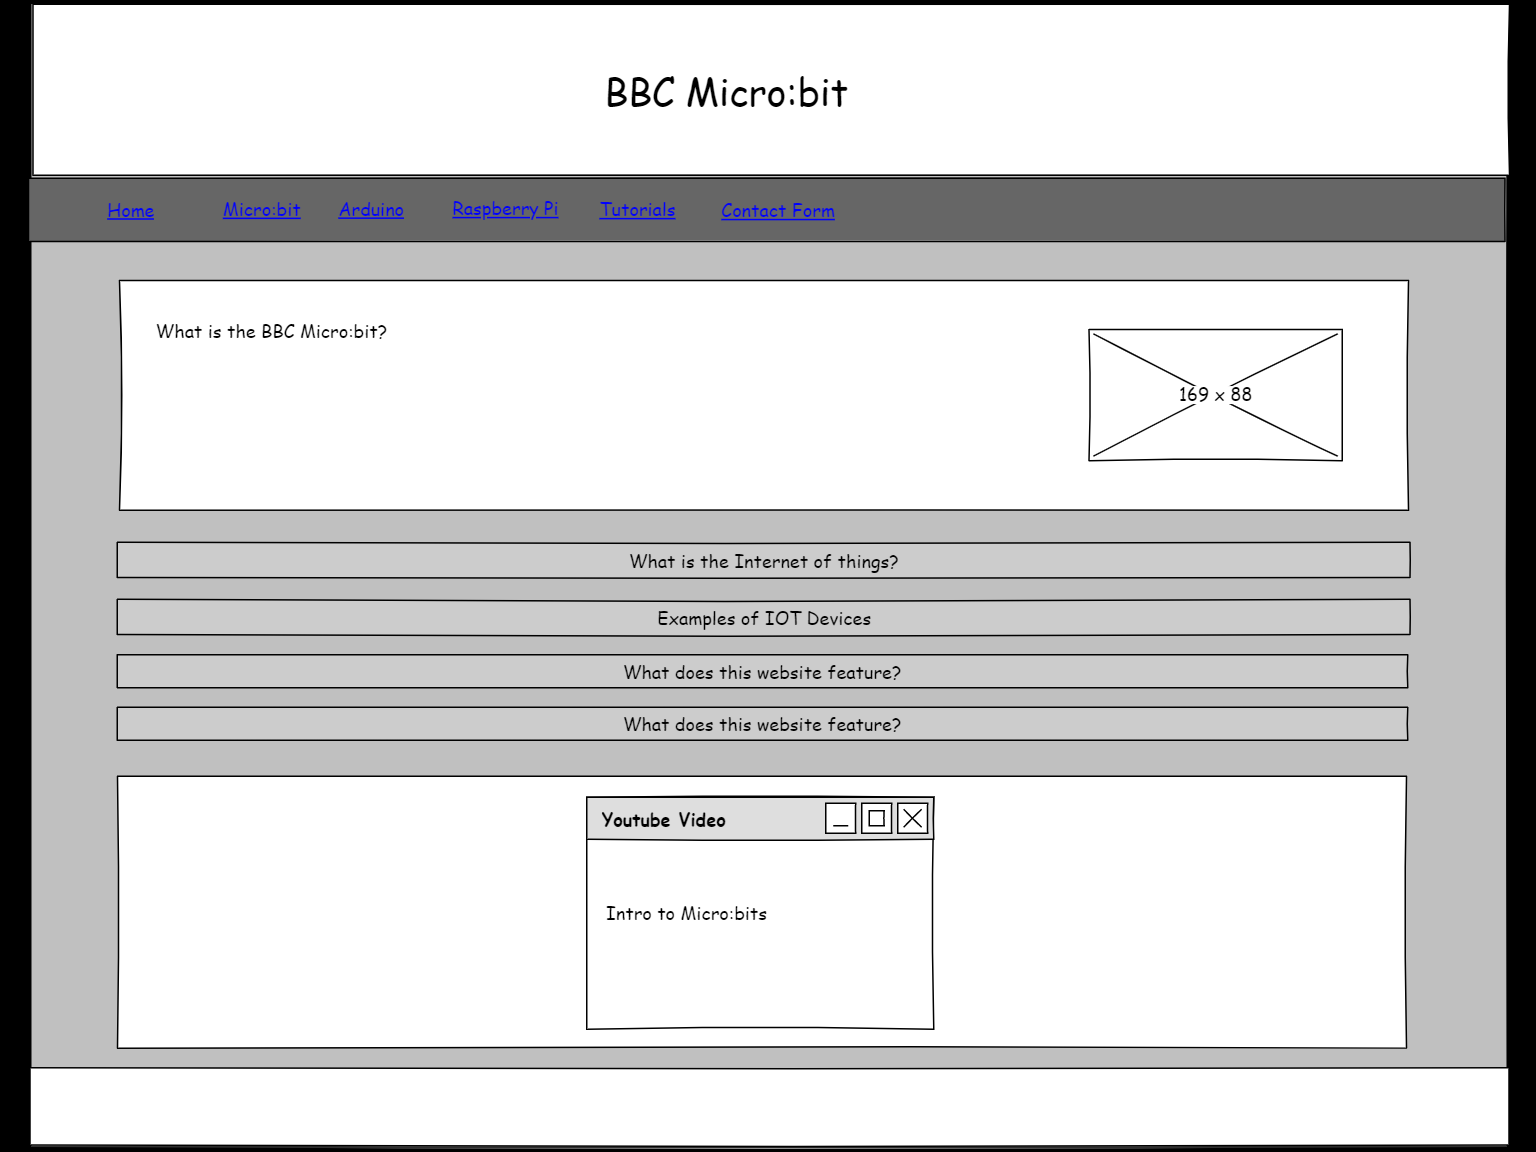 BBC Micro:bit
Home Micro:bit Arduino Raspberry Pi Tutorials Contact Form
What is the BBC Micro:bit?
169 x 88
What is the Internet of things?
Examples of IOT Devices
What does this website feature?
What does this website feature?
Youtube Video
Intro to Micro:bits